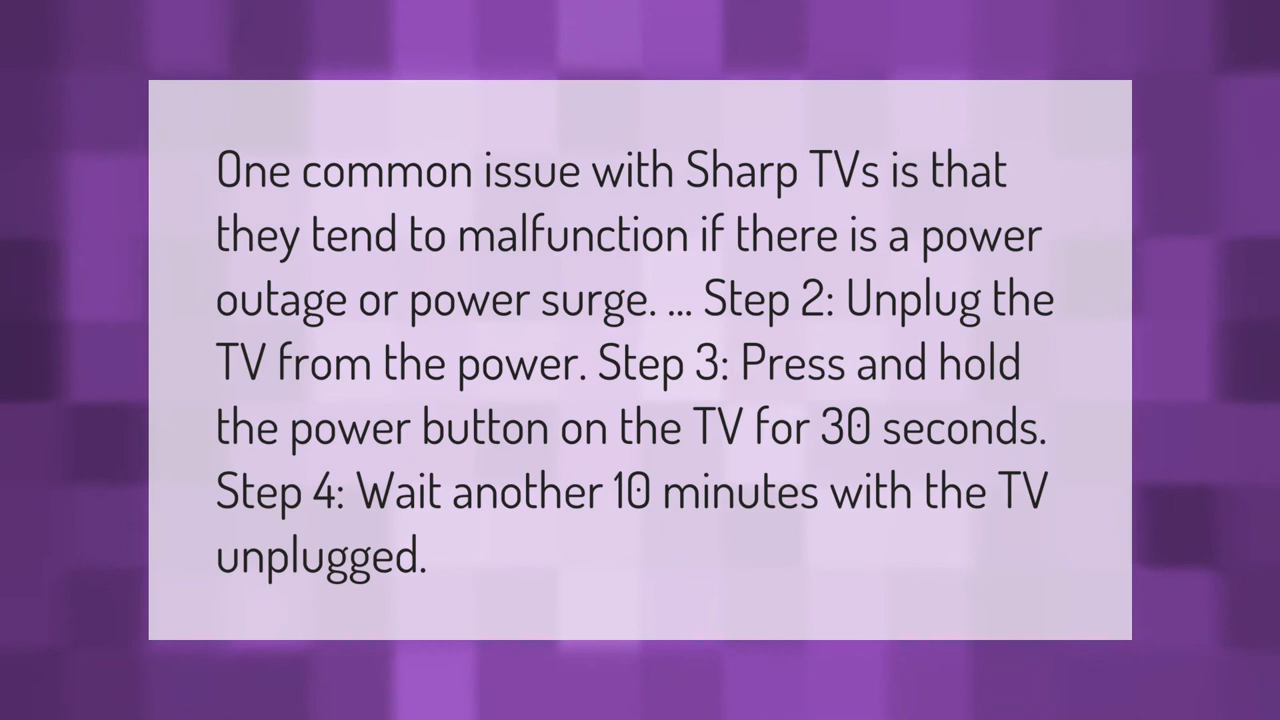 One common issue with Sharp TVs is that
they tend to malfunction if there is a power
outage or power surge. ... Step 2: Unplug the
TV from the power. Step 3: Press and hold
the power button on the TV for 30 seconds.
Step 4: Wait another 10 minutes with the TV
unplugged.